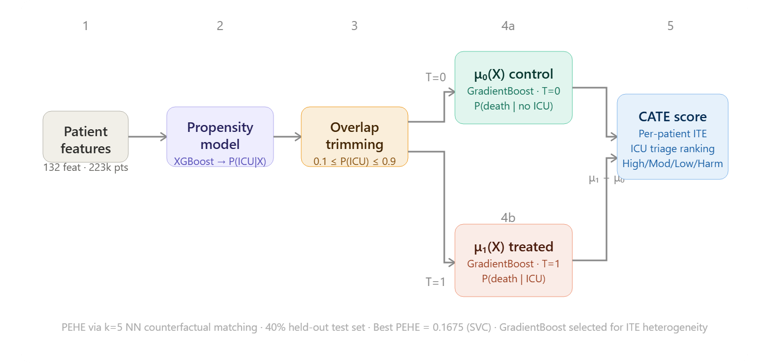 1
2
3
4a
5
Patient
features
132 feat · 223k pts
Propensity
model
XGBoost → P(ICU|X)
Overlap
trimming
0.1 ≤ P(ICU) ≤ 0.9
T=0
μ₀(X) control
GradientBoost · T=0
P(death | no ICU)
CATE score
Per-patient ITE
ICU triage ranking
High/Mod/Low/Harm
μ₁ − μ₀
4b
μ₁(X) treated
GradientBoost · T=1
P(death | ICU)
T=1
PEHE via k=5 NN counterfactual matching · 40% held-out test set · Best PEHE = 0.1675 (SVC) · GradientBoost selected for ITE heterogeneity